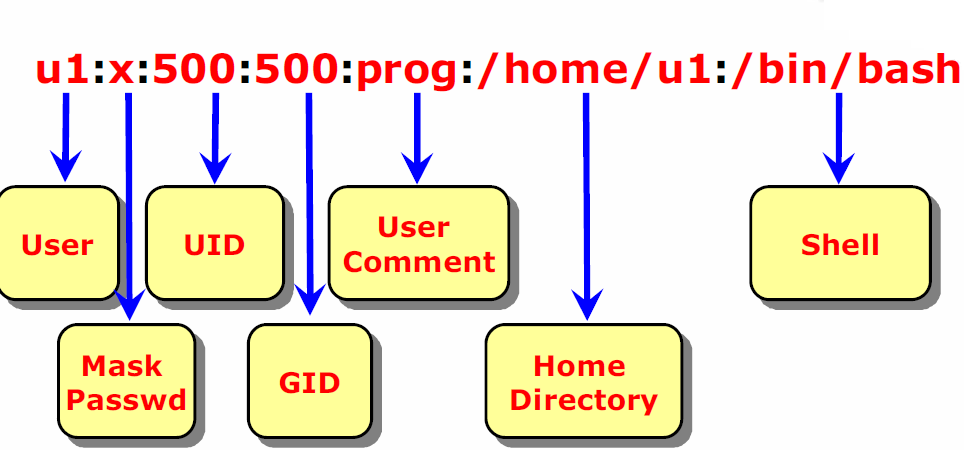 u1:x:500:500:prog:/home/u1:/bin/bash
User
UID
User
Comment
Shell
Mask
Passwd
GID
Home
Directory